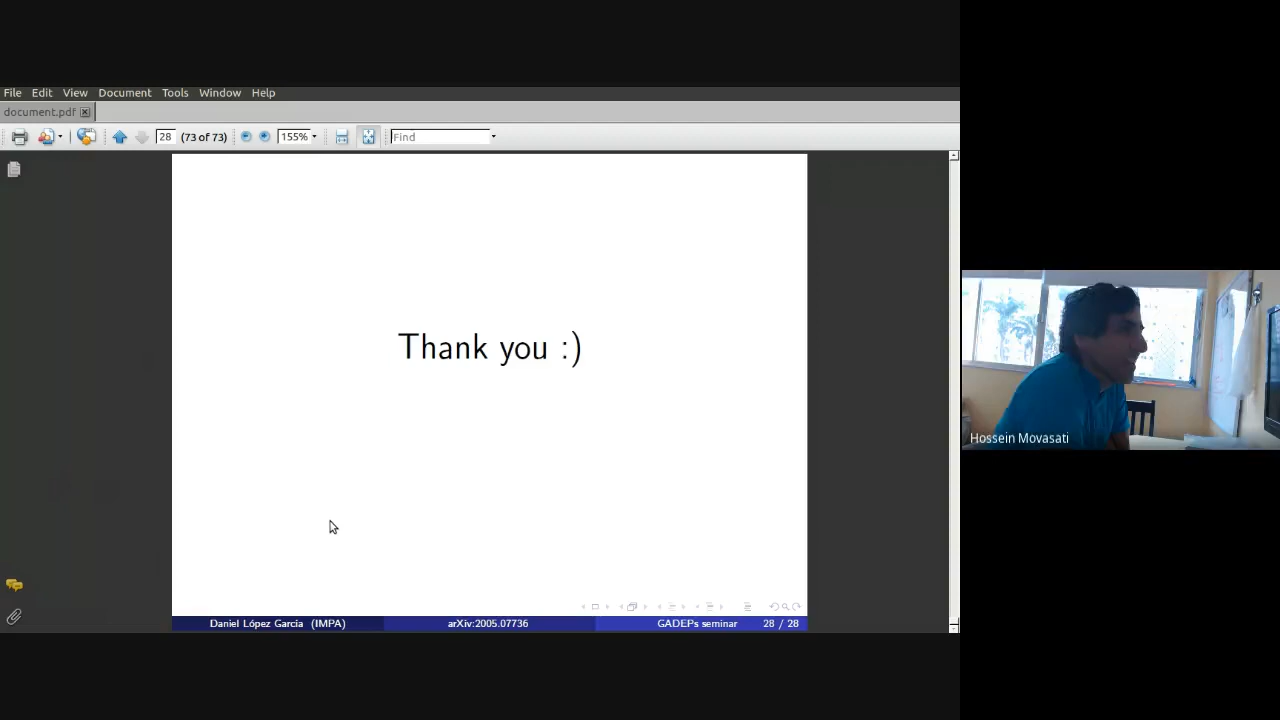 File Edit View Document Tools Window Help
document.pdf
28 (73 of 73) 155% Find
Thank you :)
Hossein Movasati
Daniel López Garcia (IMPA) arXiv:2005.07736 GADEPs seminar 28 / 28